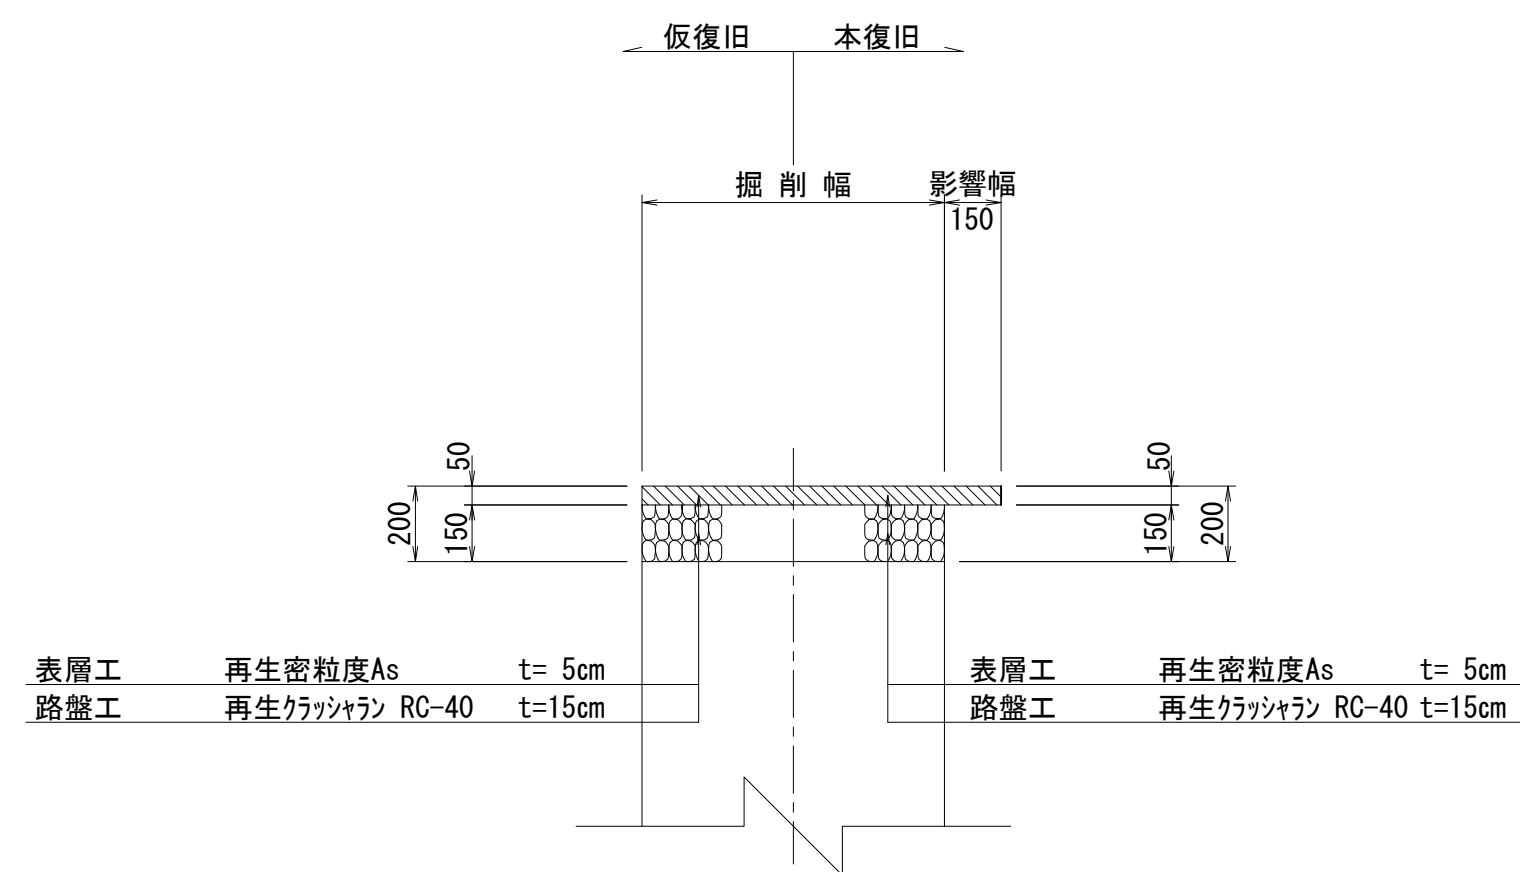 仮復旧 本復旧
掘 削 幅 影響幅
150
50 50
200 150 150 200
表層工 再生密粒度As t= 5cm 表層工 再生密粒度As t= 5cm
路盤工 再生ｸﾗｯｼｬﾗﾝ RC-40 t=15cm 路盤工 再生ｸﾗｯｼｬﾗﾝ RC-40 t=15cm